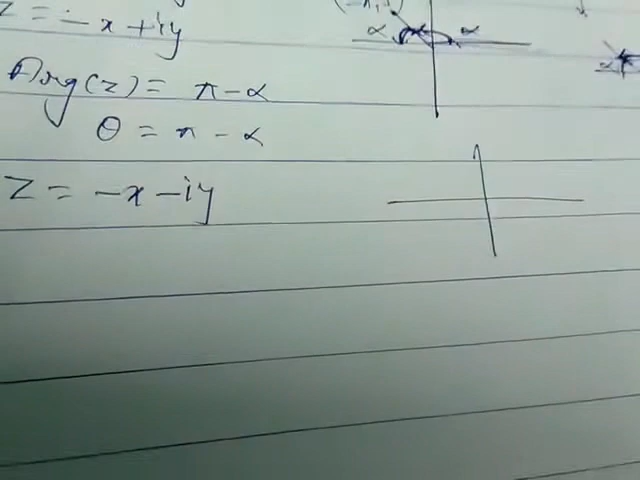 z = -x + iy
α α
Arg(z) = π - α
θ = π - α
z = -x - iy